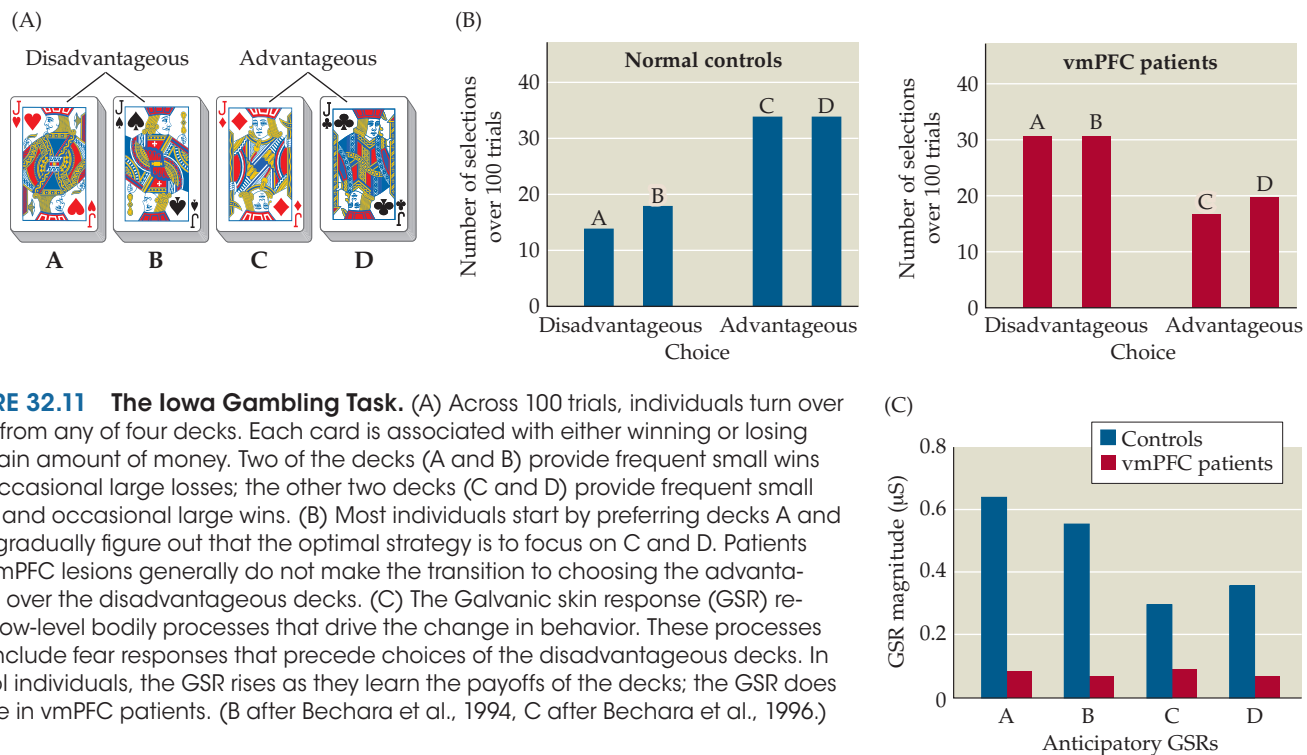 (A)
Disadvantageous Advantageous
J J J J
J J J J
A B C D
(B)
Normal controls
Number of selections
over 100 trials
40
30
20
10
0
A
B
C
D
Disadvantageous Advantageous
Choice
vmPFC patients
Number of selections
over 100 trials
40
30
20
10
0
A
B
C
D
Disadvantageous Advantageous
Choice
RE 32.11 The Iowa Gambling Task. (A) Across 100 trials, individuals turn over
from any of four decks. Each card is associated with either winning or losing
ain amount of money. Two of the decks (A and B) provide frequent small wins
ccasional large losses; the other two decks (C and D) provide frequent small
and occasional large wins. (B) Most individuals start by preferring decks A and
gradually figure out that the optimal strategy is to focus on C and D. Patients
mPFC lesions generally do not make the transition to choosing the advanta-
over the disadvantageous decks. (C) The Galvanic skin response (GSR) re-
ow-level bodily processes that drive the change in behavior. These processes
nclude fear responses that precede choices of the disadvantageous decks. In
ol individuals, the GSR rises as they learn the payoffs of the decks; the GSR does
e in vmPFC patients. (B after Bechara et al., 1994, C after Bechara et al., 1996.)
(C)
Controls
vmPFC patients
GSR magnitude (µS)
0.8
0.6
0.4
0.2
0
A B C D
Anticipatory GSRs